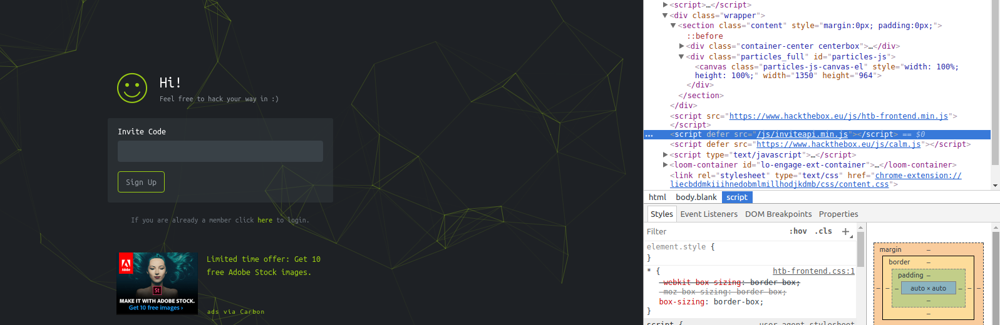 Hi!
Feel free to hack your way in :)
Invite Code
Sign Up
If you are already a member click here to login.
Adobe
St
MAKE IT WITH ADOBE STOCK.
Get 10 free images ›
Limited time offer: Get 10
free Adobe Stock images.
ads via Carbon
▶<script>…</script>
▼<div class="wrapper">
▼<section class="content" style="margin:0px; padding:0px;">
::before
▶<div class="container-center centerbox">…</div>
▼<div class="particles_full" id="particles-js">
<canvas class="particles-js-canvas-el" style="width: 100%;
height: 100%;" width="1350" height="964">
</div>
</section>
</div>
<script src="https://www.hackthebox.eu/js/htb-frontend.min.js">
</script>
… <script defer src="/js/inviteapi.min.js"></script> == $0
<script defer src="https://www.hackthebox.eu/js/calm.js"></script>
▶<script type="text/javascript">…</script>
▶<loom-container id="lo-engage-ext-container">…</loom-container>
<link rel="stylesheet" type="text/css" href="chrome-extension://
liecbddmkiiihnedobmlmillhodjkdmb/css/content.css">
html body.blank script
Styles Event Listeners DOM Breakpoints Properties
Filter :hov .cls +
element.style {
}
* { htb-frontend.css:1
-webkit-box-sizing: border-box;
-moz-box-sizing: border-box;
box-sizing: border-box;
}
script { user agent stylesheet
margin –
border –
padding –
– – – auto × auto – – –
–
–